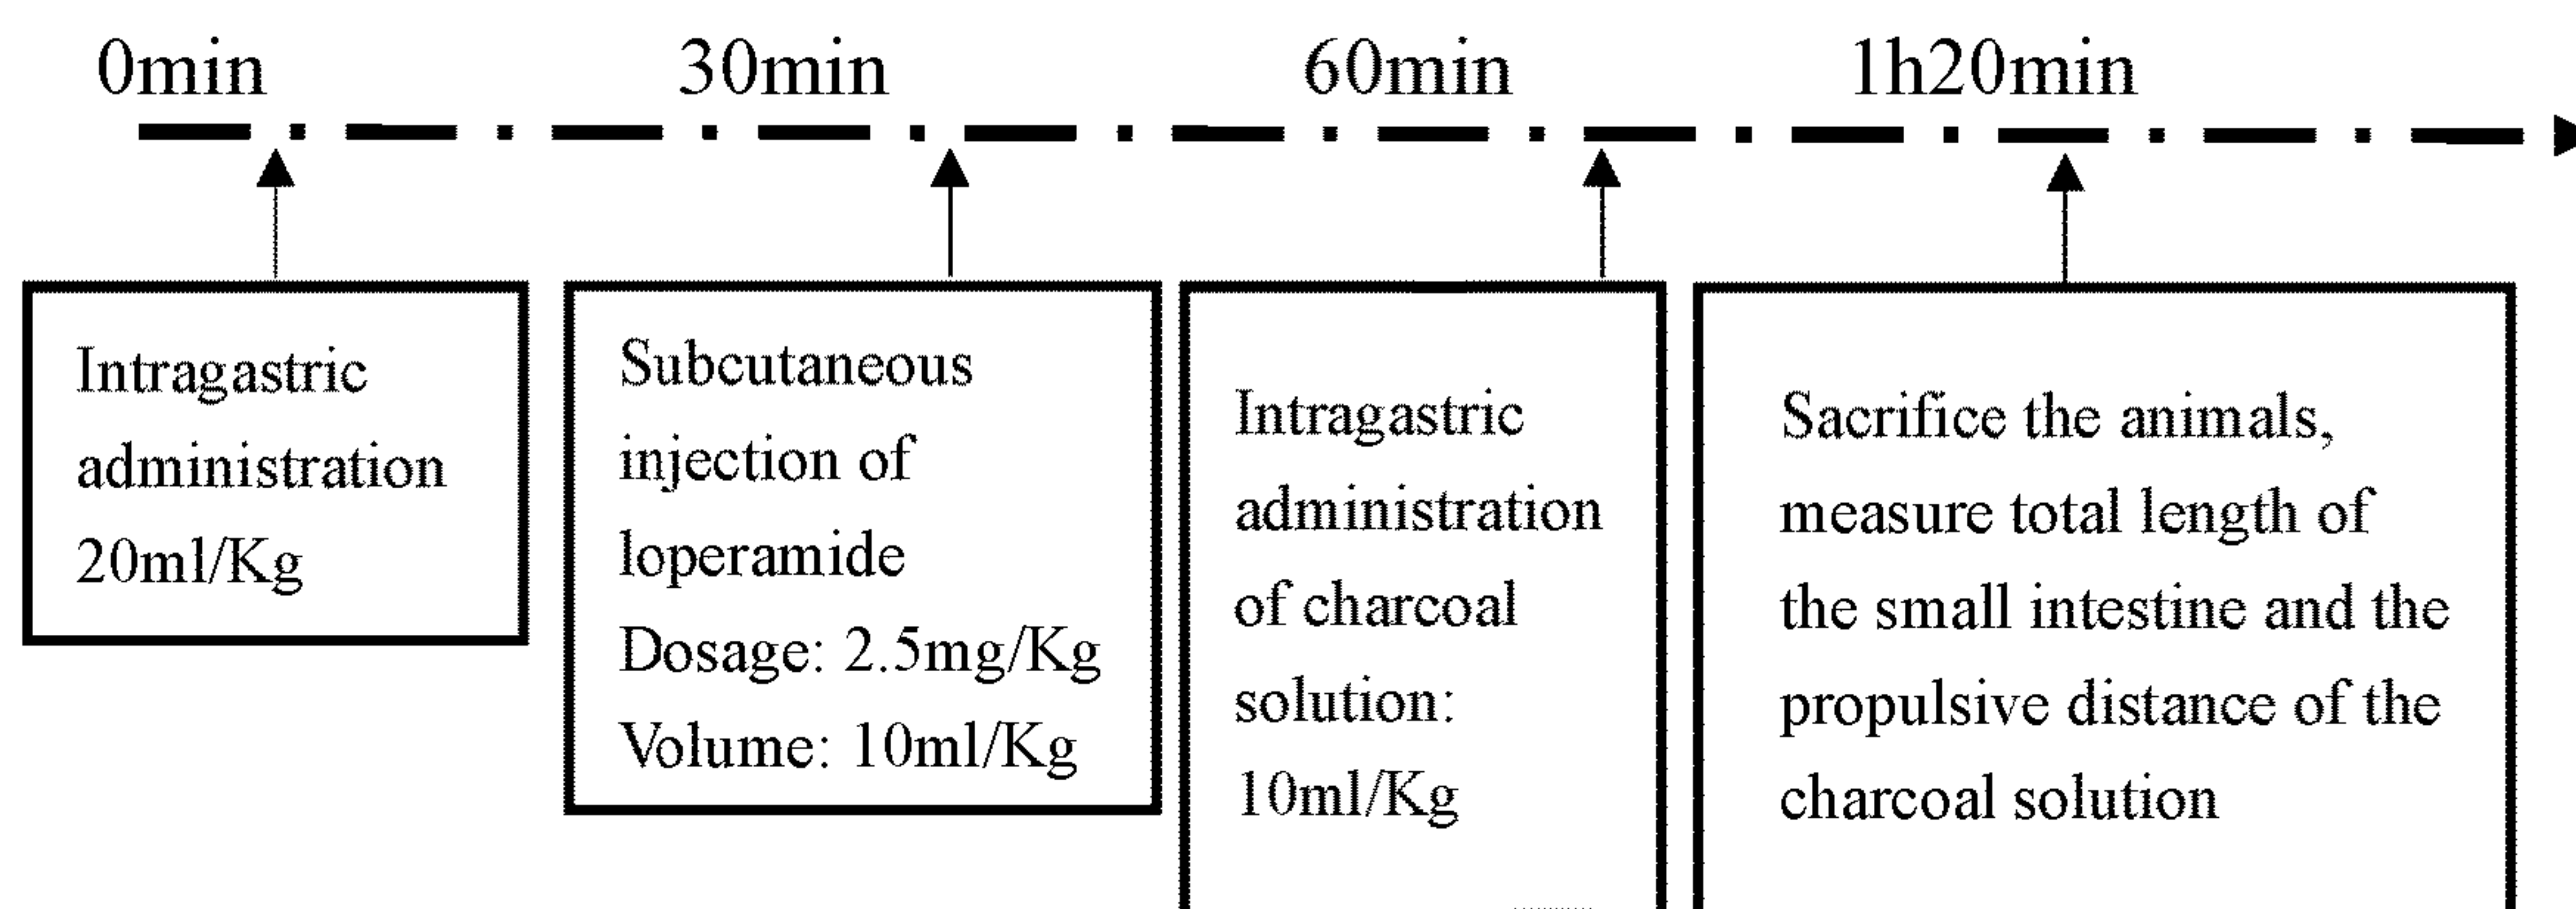 0min 30min 60min 1h20min
Intragastric
administration
20ml/Kg
Subcutaneous
injection of
loperamide
Dosage: 2.5mg/Kg
Volume: 10ml/Kg
Intragastric
administration
of charcoal
solution:
10ml/Kg
Sacrifice the animals,
measure total length of
the small intestine and the
propulsive distance of the
charcoal solution